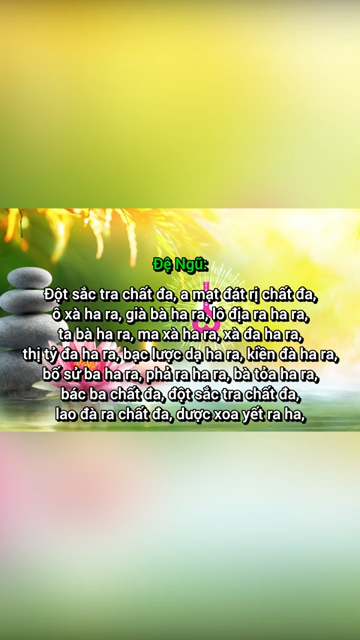 Đệ Ngũ:
Đột sắc tra chất đa, a mạt đát rị chất đa,
ô xà ha ra, già bà ha ra, lô địa ra ha ra,
ta bà ha ra, ma xà ha ra, xà đa ha ra,
thị tỷ đa ha ra, bạc lược dạ ha ra, kiền đà ha ra,
bố sử ba ha ra, phả ra ha ra, bà tỏa ha ra,
bác ba chất đa, đột sắc tra chất đa,
lao đà ra chất đa, dược xoa yết ra ha,